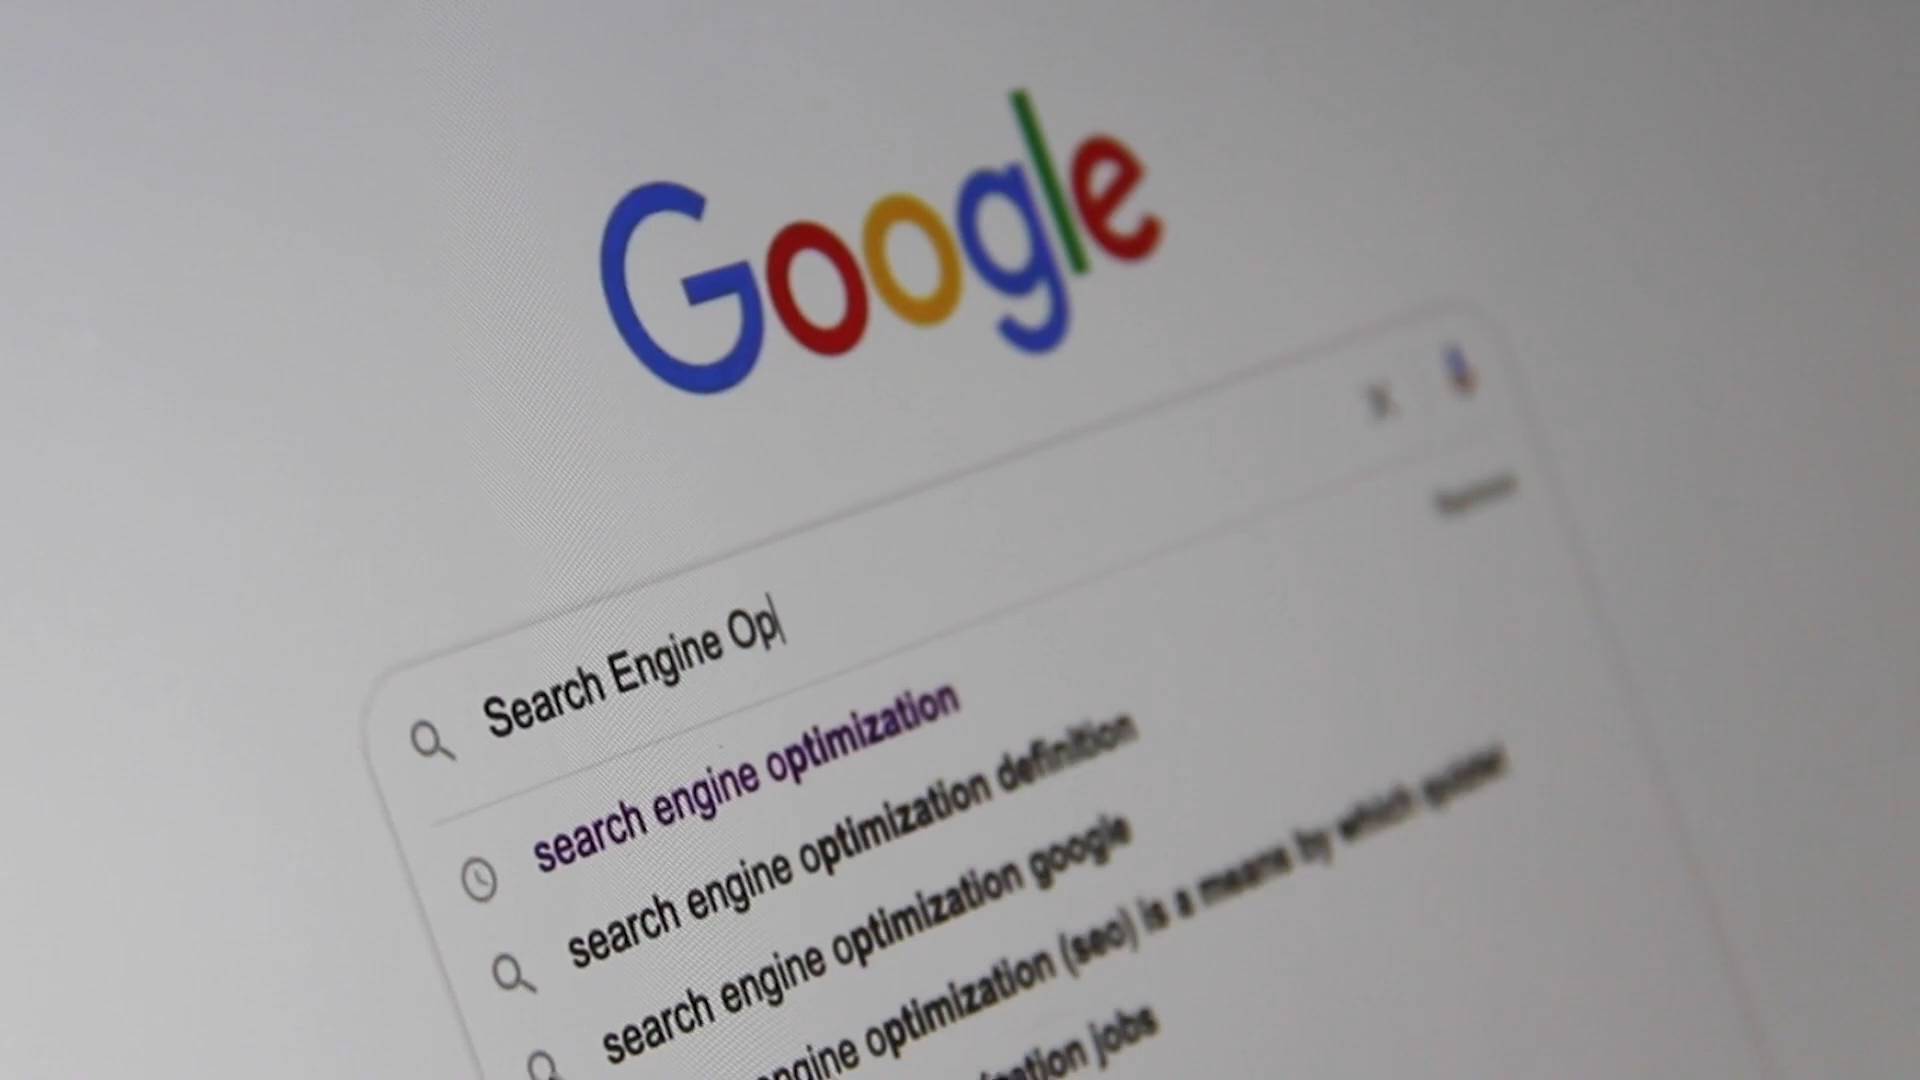 Google
Search Engine Op
search engine optimization
search engine optimization definition
search engine optimization google
engine optimization (seo) is a means by which
jobs